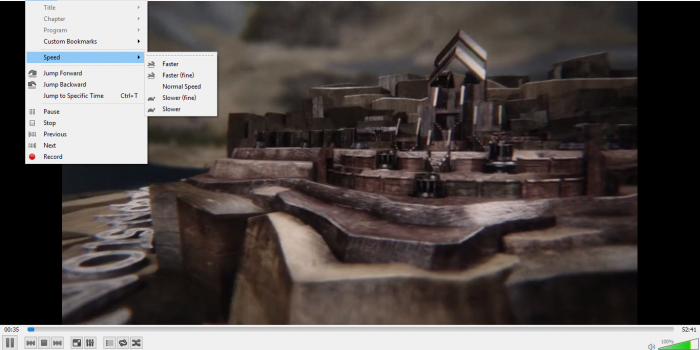 Title
Chapter
Program
Custom Bookmarks
Speed
Jump Forward
Jump Backward
Jump to Specific Time Ctrl+T
Pause
Stop
Previous
Next
Record
Faster
Faster (fine)
Normal Speed
Slower (fine)
Slower
00:35
52:41
100%